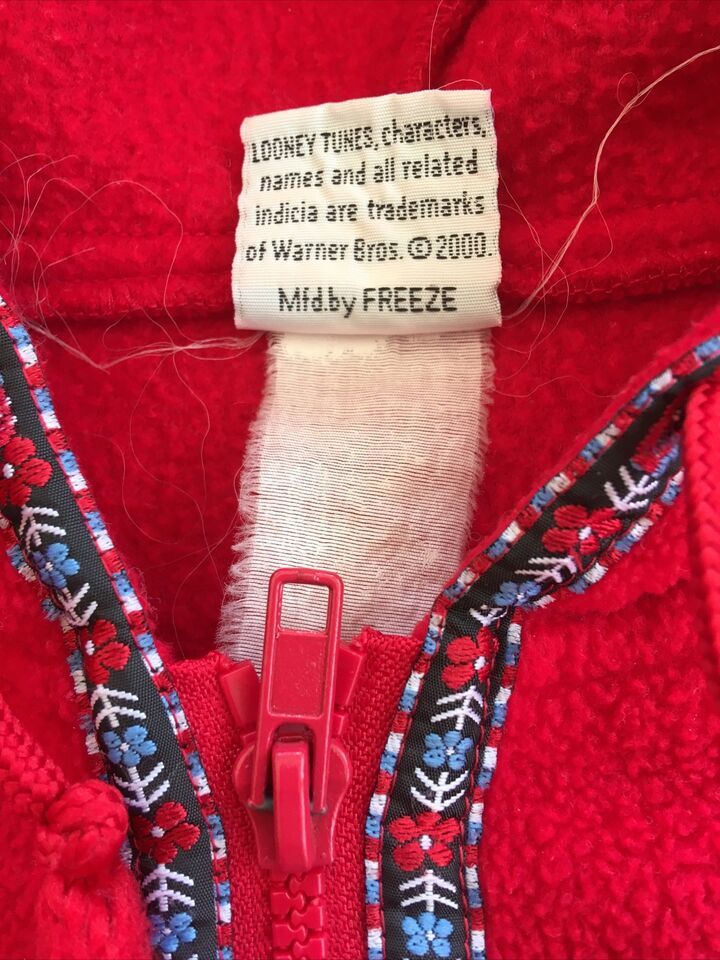 LOONEY TUNES, characters,
names and all related
indicia are trademarks
of Warner Bros. © 2000.
Mfd.by FREEZE